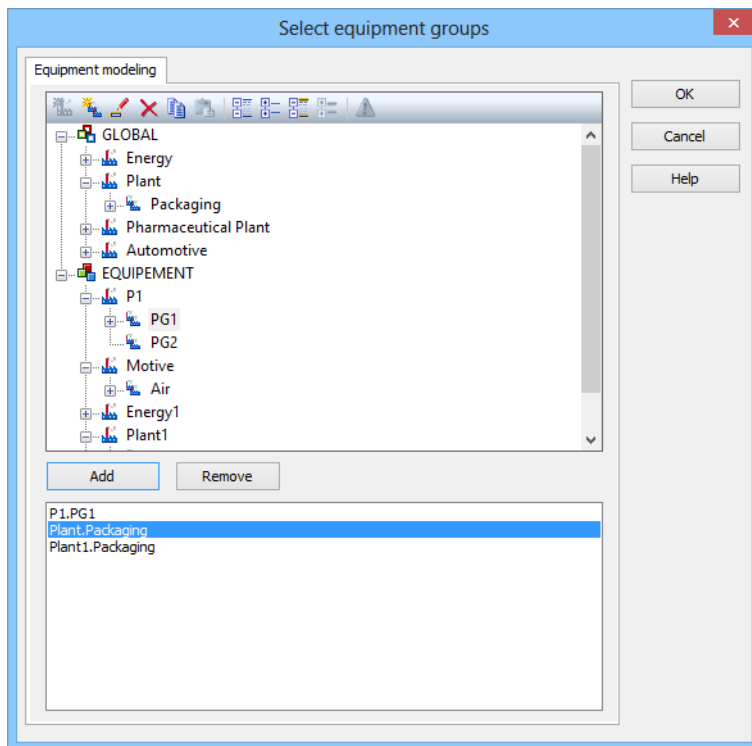 Select equipment groups
Equipment modeling
GLOBAL
Energy
Plant
Packaging
Pharmaceutical Plant
Automotive
EQUIPEMENT
P1
PG1
PG2
Motive
Air
Energy1
Plant1
Add
Remove
P1.PG1
Plant.Packaging
Plant1.Packaging
OK
Cancel
Help